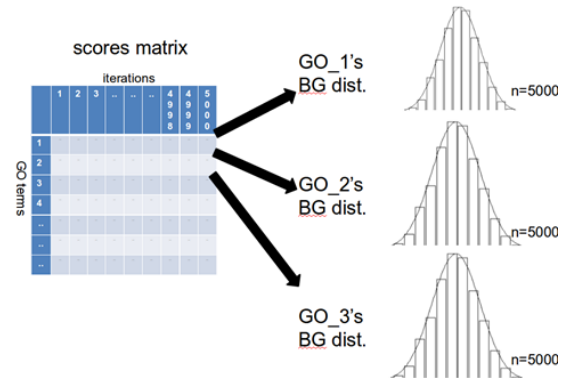 scores matrix
iterations
1 2 3 .. .. .. 4998 4999 5000
GO terms
1
2
3
4
..
..
..
GO_1's
BG dist.
n=5000
GO_2's
BG dist.
n=5000
GO_3's
BG dist.
n=5000